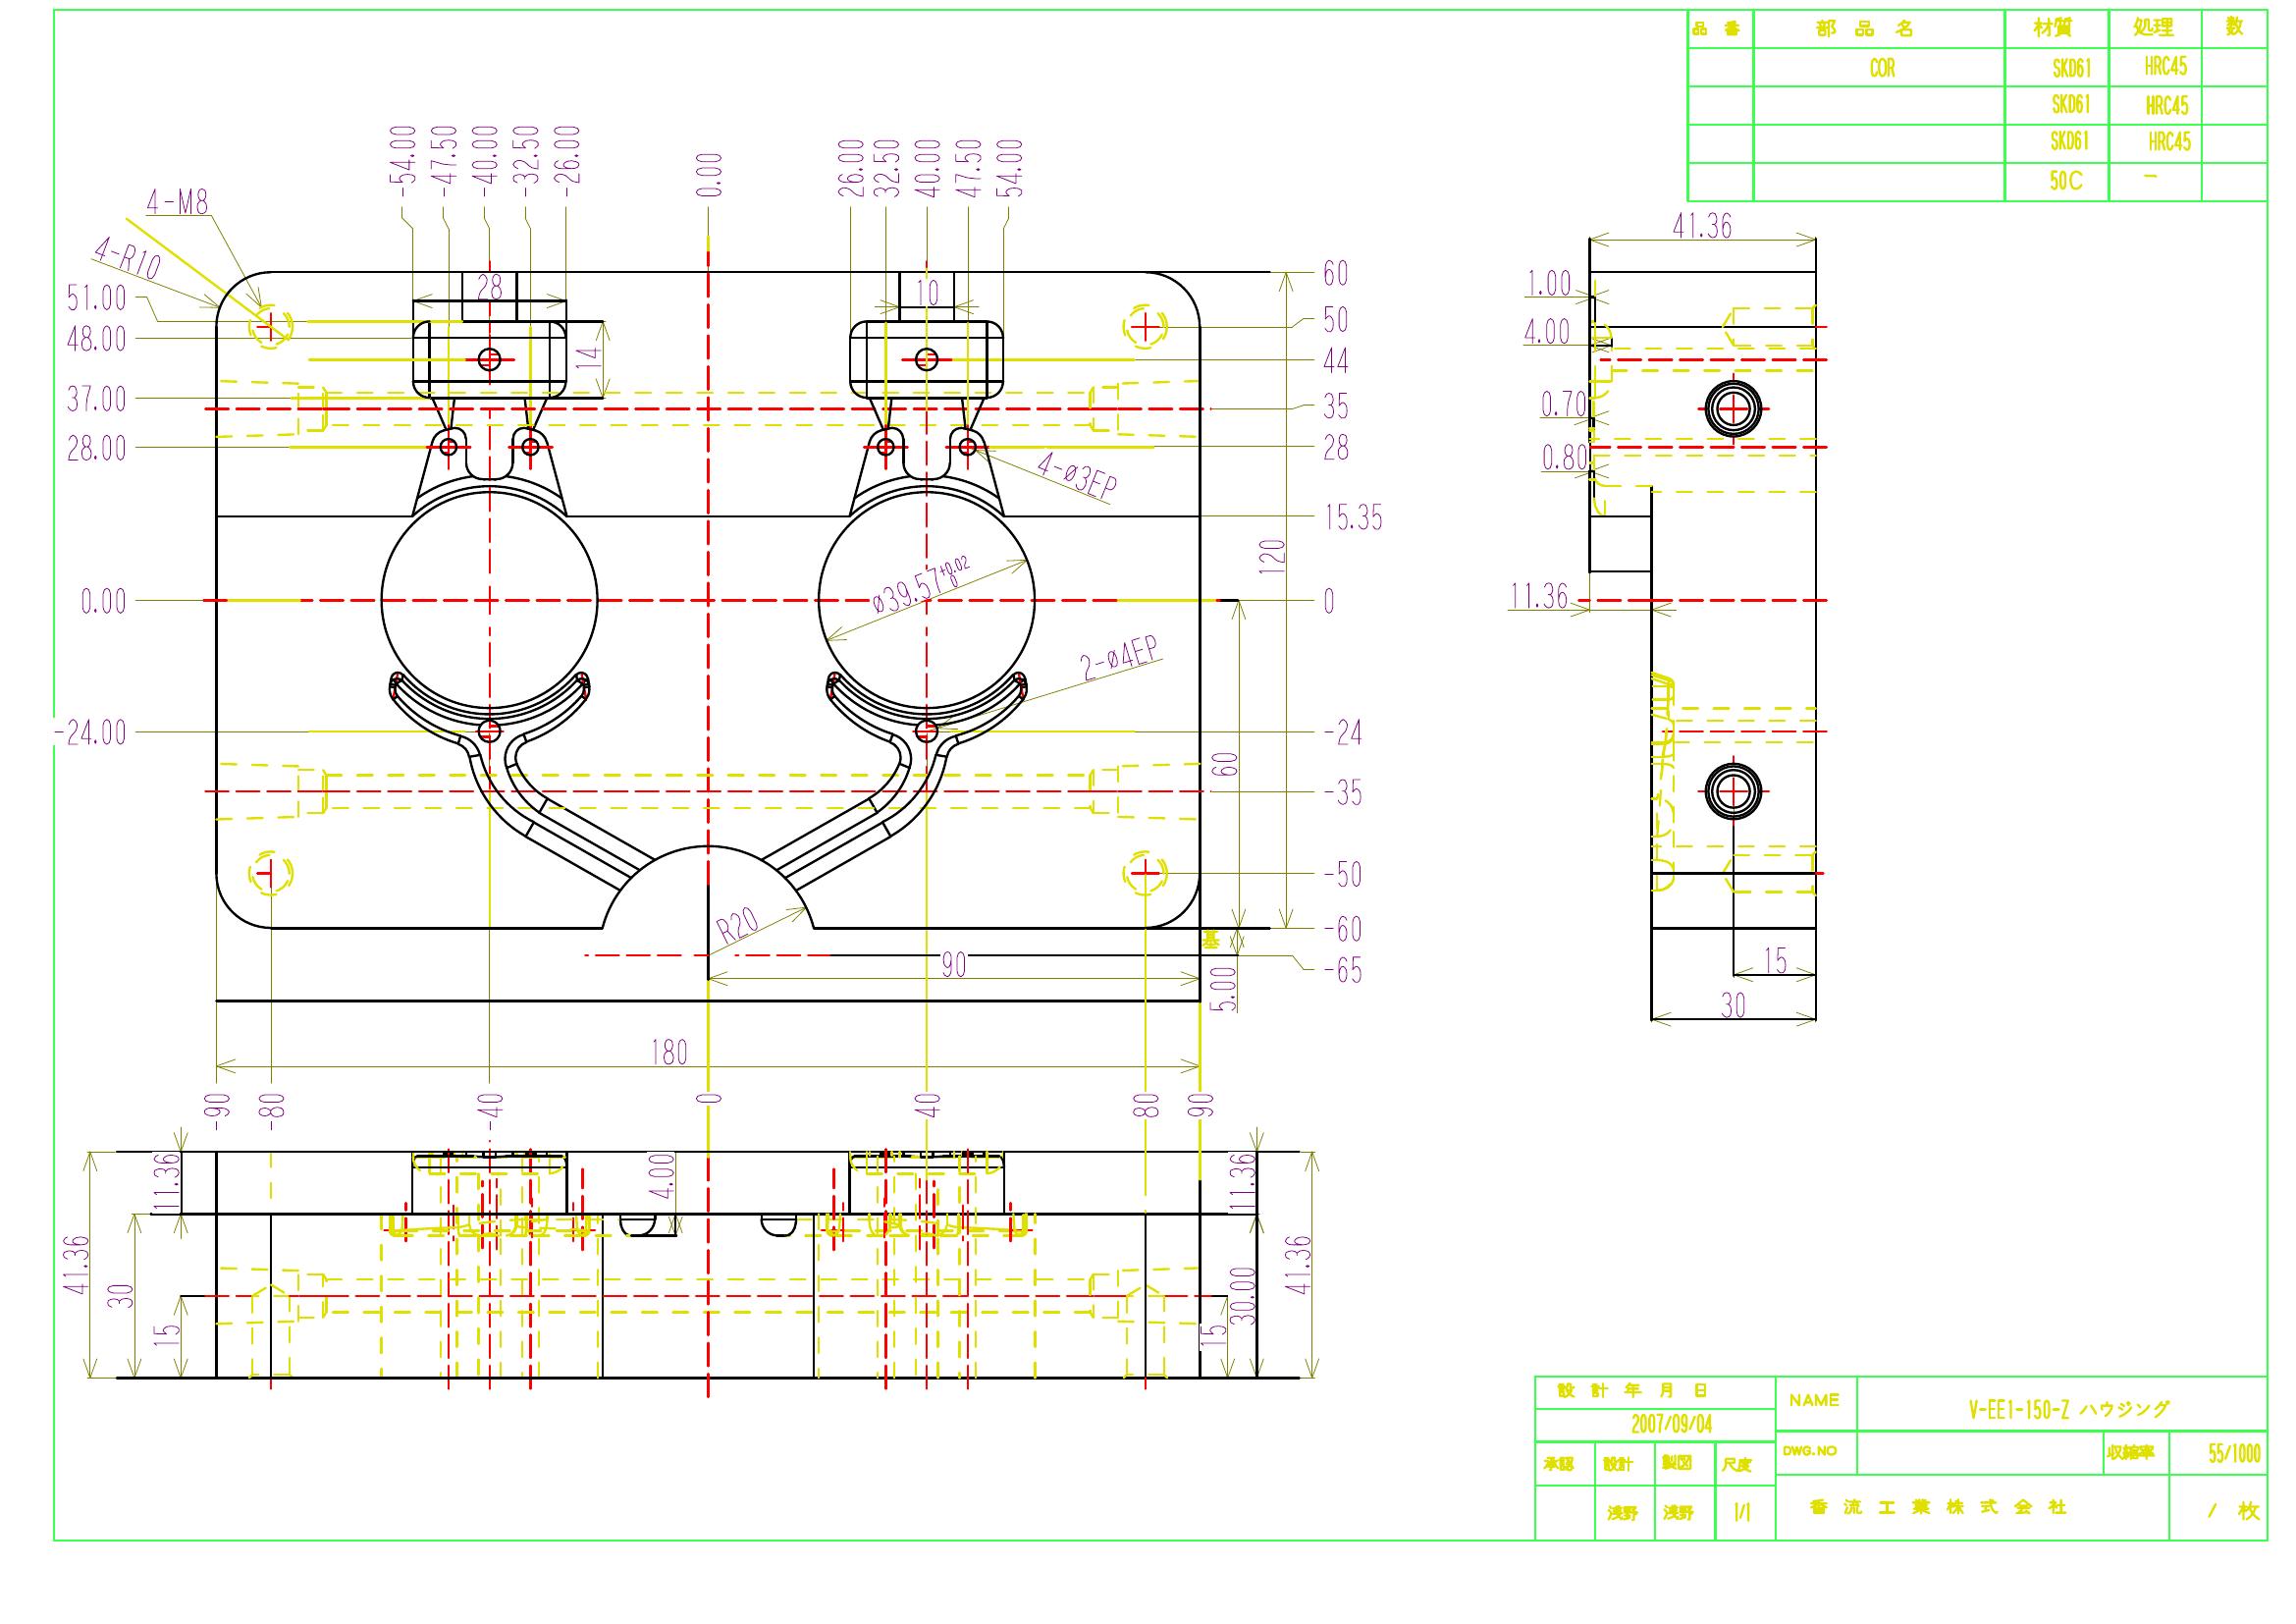 品 番 部 品 名 材質 処理 数
COR SKD61 HRC45
SKD61 HRC45
SKD61 HRC45
50C －
-54.00 -47.50 -40.00 -32.50 -26.00 0.00 26.00 32.50 40.00 47.50 54.00
4-M8
4-R10
51.00
48.00
37.00
28.00
0.00
-24.00
28
10
14
4-ø3EP
ø39.57 +0.02 0
2-ø4EP
R20
60
50
44
35
28
15.35
0
-24
-35
-50
-60
-65
120
60
基
5.00
90
180
-90 -80 -40 0 40 80 90
41.36
1.00
4.00
0.70
0.80
11.36
15
30
11.36
41.36
30
15
4.00
11.36
41.36
30.00
15
設 計 年 月 日
2007/09/04
NAME V-EE1-150-Z ハウジング
DWG.NO 収縮率 55/1000
承認 設計 製図 尺度
浅野 浅野 1/1
香 流 工 業 株 式 会 社 / 枚